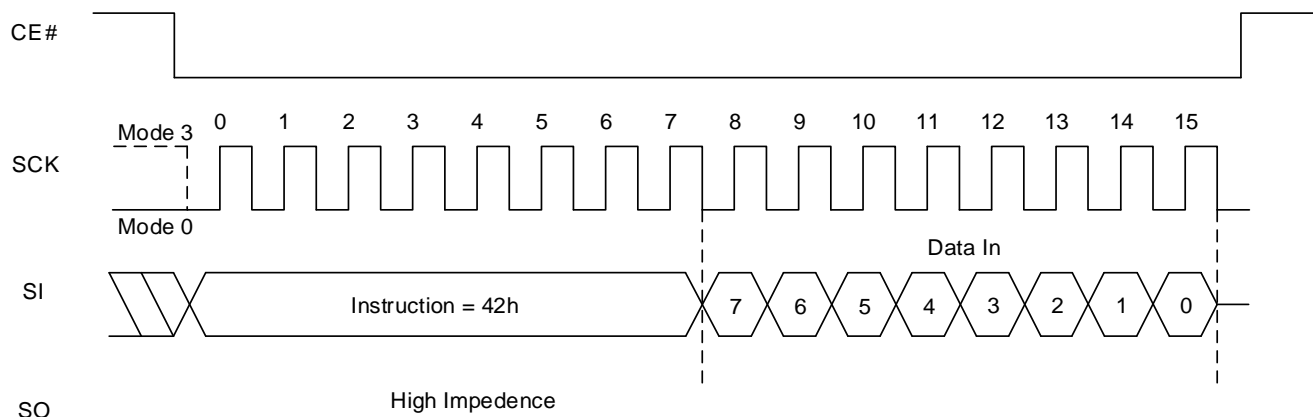 CE#
Mode 3
0 1 2 3 4 5 6 7 8 9 10 11 12 13 14 15
SCK
Mode 0
Data In
SI
Instruction = 42h
7 6 5 4 3 2 1 0
High Impedence
SO